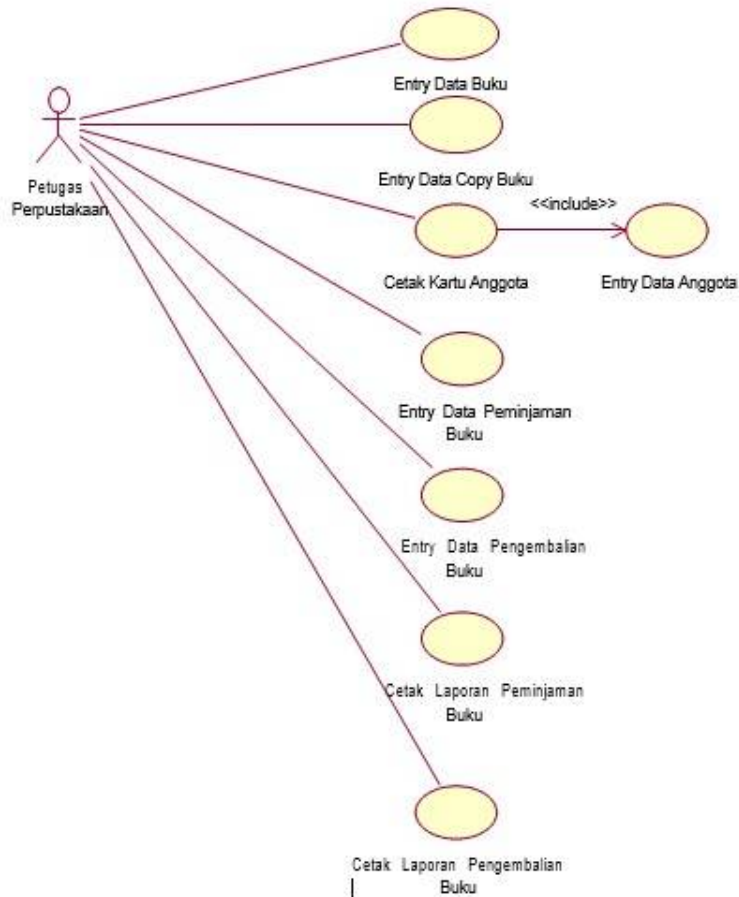 Entry Data Buku
Petugas
Perpustakaan
Entry Data Copy Buku
<<include>>
Cetak Kartu Anggota
Entry Data Anggota
Entry Data Peminjaman
Buku
Entry Data Pengembalian
Buku
Cetak Laporan Peminjaman
Buku
Cetak Laporan Pengembalian
Buku